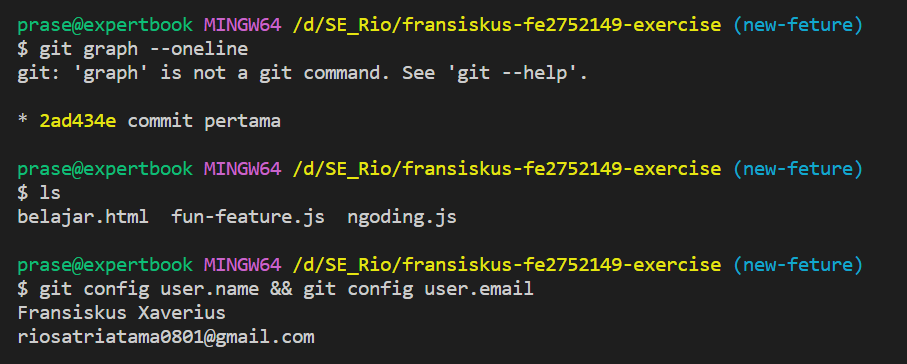 prase@expertbook MINGW64 /d/SE_Rio/fransiskus-fe2752149-exercise (new-feture)
$ git graph --oneline
git: 'graph' is not a git command. See 'git --help'.
* 2ad434e commit pertama
prase@expertbook MINGW64 /d/SE_Rio/fransiskus-fe2752149-exercise (new-feture)
$ ls
belajar.html  fun-feature.js  ngoding.js
prase@expertbook MINGW64 /d/SE_Rio/fransiskus-fe2752149-exercise (new-feture)
$ git config user.name && git config user.email
Fransiskus Xaverius
riosatriatama0801@gmail.com